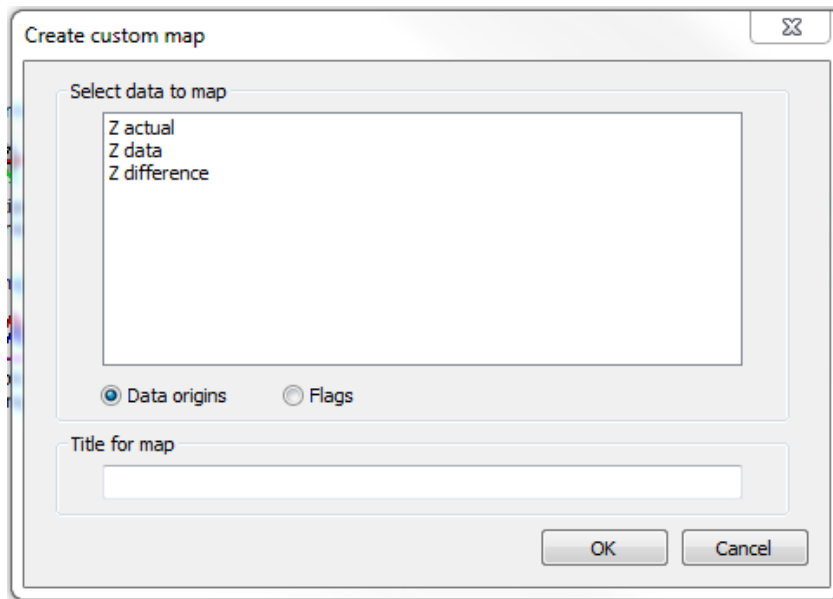 Create custom map
Select data to map
Z actual
Z data
Z difference
Data origins
Flags
Title for map
OK
Cancel